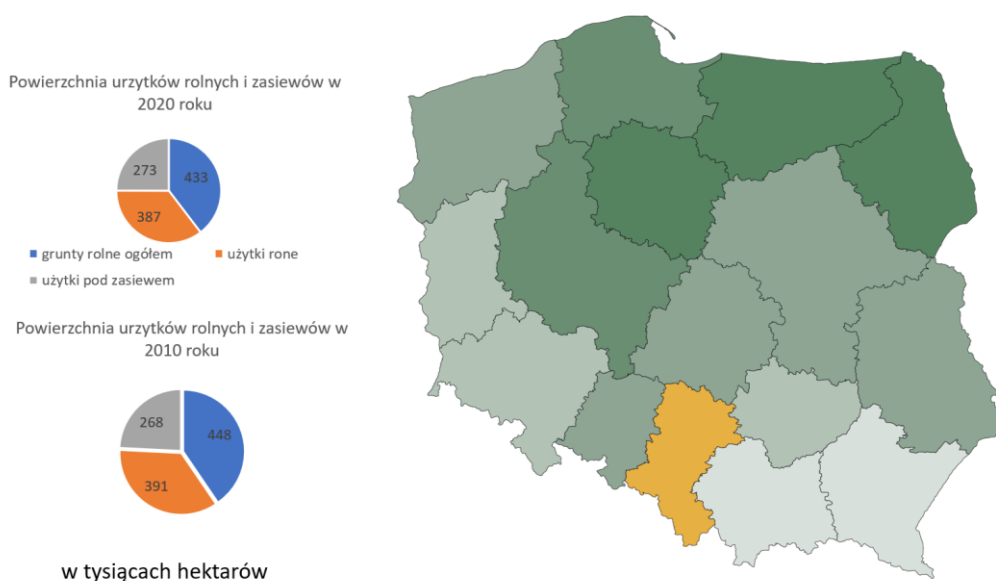 Powierzchnia urzytków rolnych i zasiewów w
2020 roku
273
433
387
grunty rolne ogółem
użytki rone
użytki pod zasiewem
Powierzchnia urzytków rolnych i zasiewów w
2010 roku
268
448
391
w tysiącach hektarów